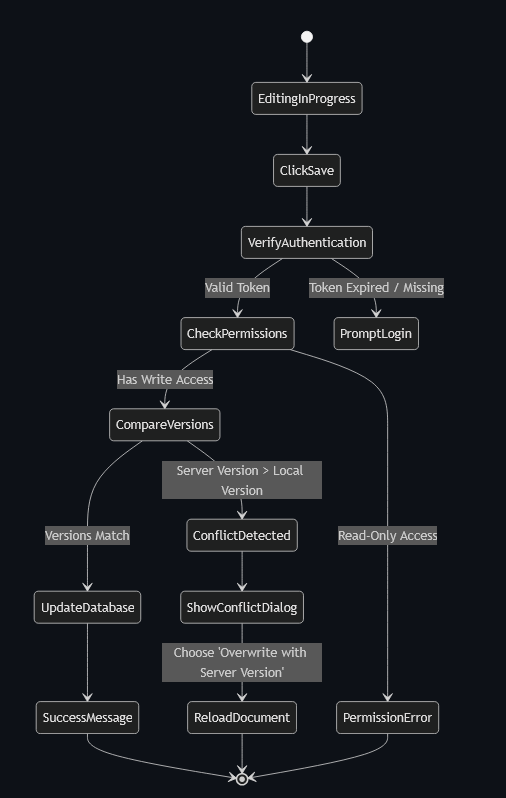 EditingInProgress
ClickSave
VerifyAuthentication
Valid Token
Token Expired / Missing
CheckPermissions
PromptLogin
Has Write Access
CompareVersions
Server Version > Local
Version
Versions Match
ConflictDetected
Read-Only Access
UpdateDatabase
ShowConflictDialog
Choose 'Overwrite with
Server Version'
SuccessMessage
ReloadDocument
PermissionError